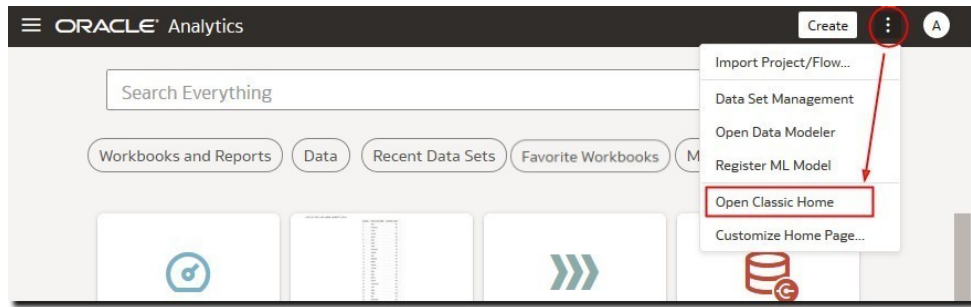 ORACLE® Analytics
Create
A
Import Project/Flow...
Search Everything
Data Set Management
Open Data Modeler
Workbooks and Reports
Data
Recent Data Sets
Favorite Workbooks
M
Register ML Model
Open Classic Home
Customize Home Page...
C